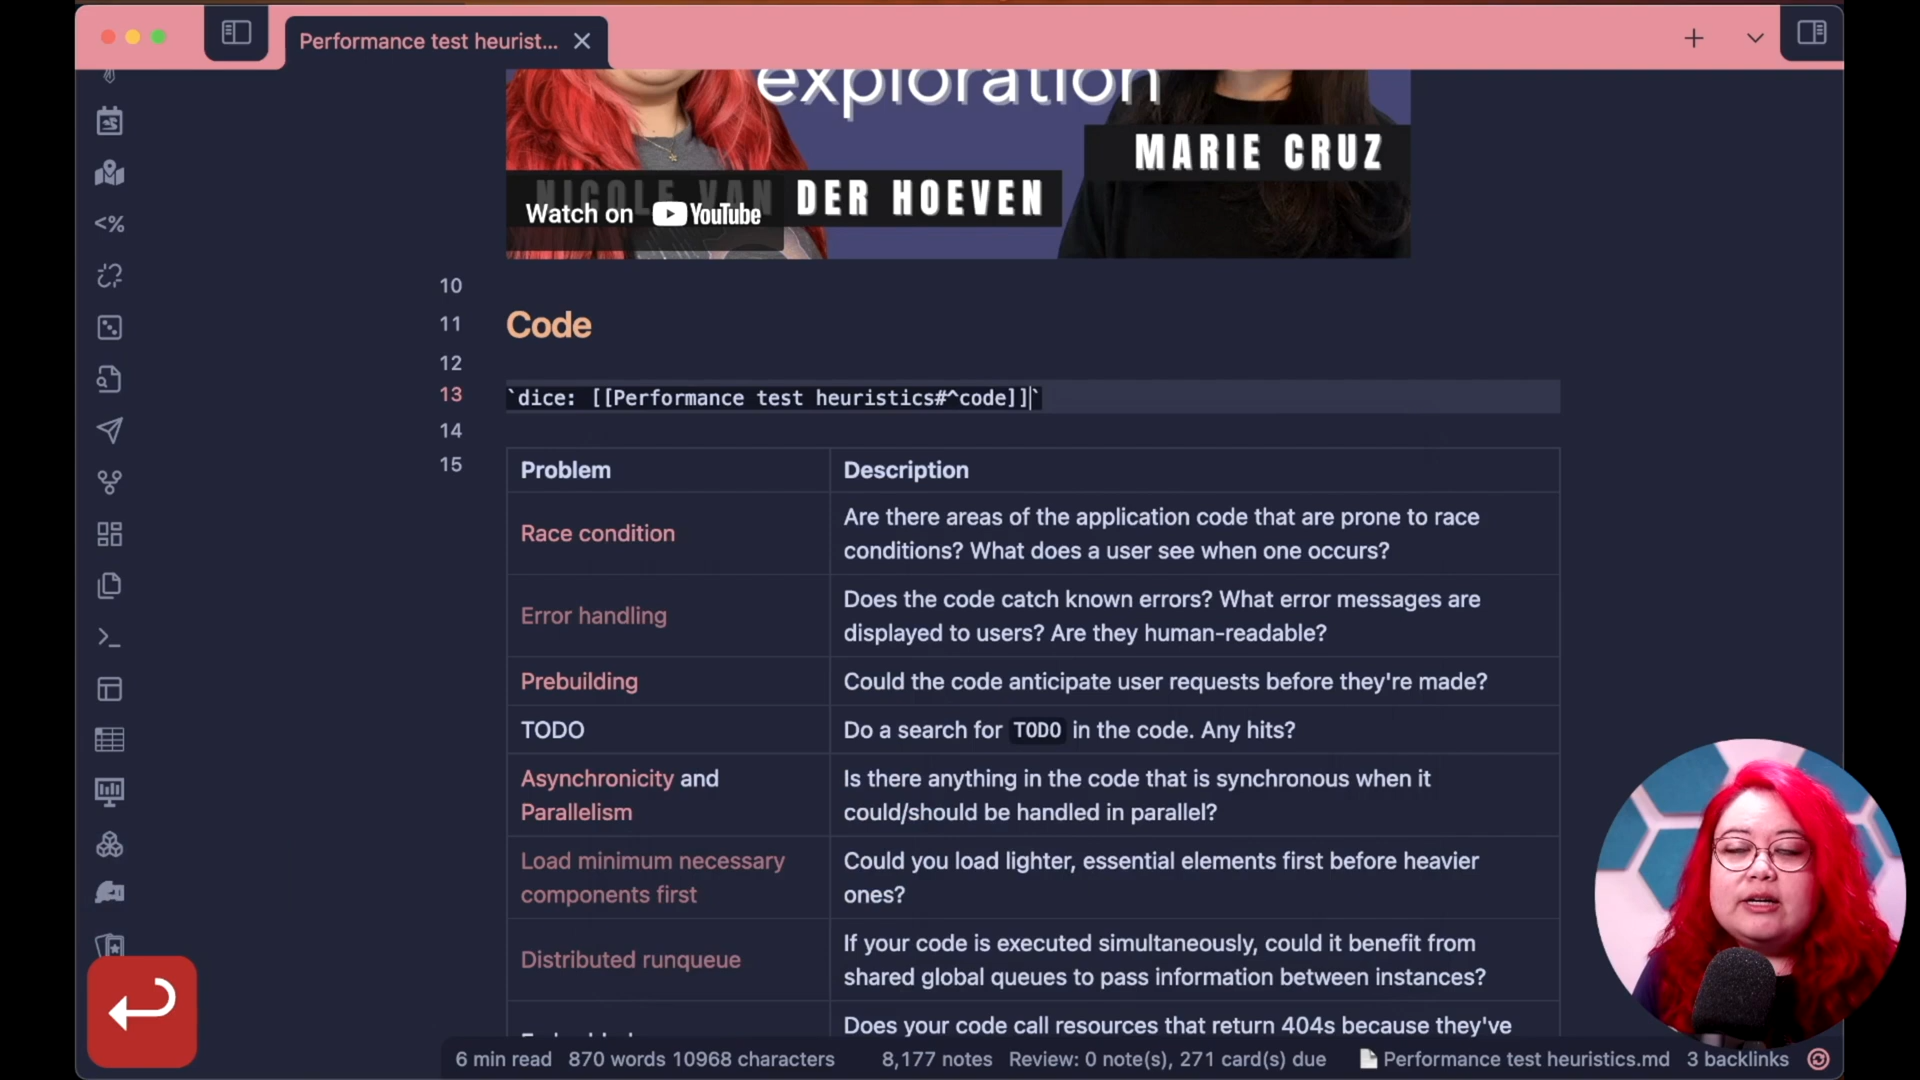 Performance test heurist...
exploration
MARIE CRUZ
NICOLE VAN DER HOEVEN
Watch on YouTube
10
11 Code
12
13 `dice: [[Performance test heuristics#^code]]`
14
15
Problem Description
Race condition
Are there areas of the application code that are prone to race
conditions? What does a user see when one occurs?
Error handling
Does the code catch known errors? What error messages are
displayed to users? Are they human-readable?
Prebuilding
Could the code anticipate user requests before they're made?
TODO
Do a search for TODO in the code. Any hits?
Asynchronicity and
Parallelism
Is there anything in the code that is synchronous when it
could/should be handled in parallel?
Load minimum necessary
components first
Could you load lighter, essential elements first before heavier
ones?
Distributed runqueue
If your code is executed simultaneously, could it benefit from
shared global queues to pass information between instances?
Does your code call resources that return 404s because they've
6 min read 870 words 10968 characters 8,177 notes Review: 0 note(s), 271 card(s) due Performance test heuristics.md 3 backlinks